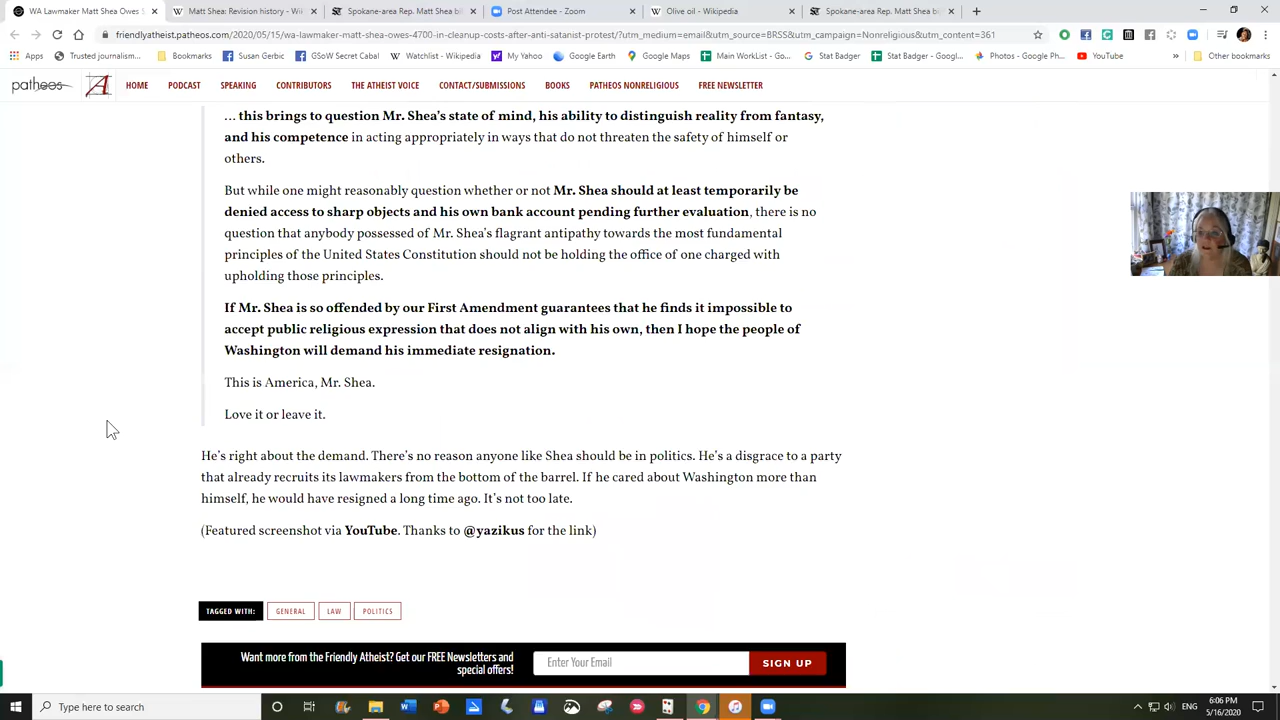 WA Lawmaker Matt Shea Owes $
Matt Shea: Revision history - Wi
Spokane-area Rep. Matt Shea b
Post Attendee - Zoom
Olive oil - Wikipedia
Spokane-area Rep. Matt Shea b
friendlyatheist.patheos.com/2020/05/15/wa-lawmaker-matt-shea-owes-4700-in-cleanup-costs-after-anti-satanist-protest/?utm_medium=email&utm_source=BRSS&utm_campaign=Nonreligious&utm_content=361
Apps Trusted journalism... Bookmarks Susan Gerbic GSoW Secret Cabal Watchlist - Wikipedia My Yahoo Google Earth Google Maps Main WorkList - Go... Stat Badger - Googl... Stat Badger - Googl... Photos - Google Ph... YouTube » Other bookmarks
patheos A HOME PODCAST SPEAKING CONTRIBUTORS THE ATHEIST VOICE CONTACT/SUBMISSIONS BOOKS PATHEOS NONRELIGIOUS FREE NEWSLETTER
... this brings to question Mr. Shea's state of mind, his ability to distinguish reality from fantasy,
and his competence in acting appropriately in ways that do not threaten the safety of himself or
others.
But while one might reasonably question whether or not Mr. Shea should at least temporarily be
denied access to sharp objects and his own bank account pending further evaluation, there is no
question that anybody possessed of Mr. Shea's flagrant antipathy towards the most fundamental
principles of the United States Constitution should not be holding the office of one charged with
upholding those principles.
If Mr. Shea is so offended by our First Amendment guarantees that he finds it impossible to
accept public religious expression that does not align with his own, then I hope the people of
Washington will demand his immediate resignation.
This is America, Mr. Shea.
Love it or leave it.
He's right about the demand. There's no reason anyone like Shea should be in politics. He's a disgrace to a party
that already recruits its lawmakers from the bottom of the barrel. If he cared about Washington more than
himself, he would have resigned a long time ago. It's not too late.
(Featured screenshot via YouTube. Thanks to @yazikus for the link)
TAGGED WITH: GENERAL LAW POLITICS
Want more from the Friendly Atheist? Get our FREE Newsletters and
special offers!
Enter Your Email
SIGN UP
Type here to search
ENG
6:06 PM
5/16/2020